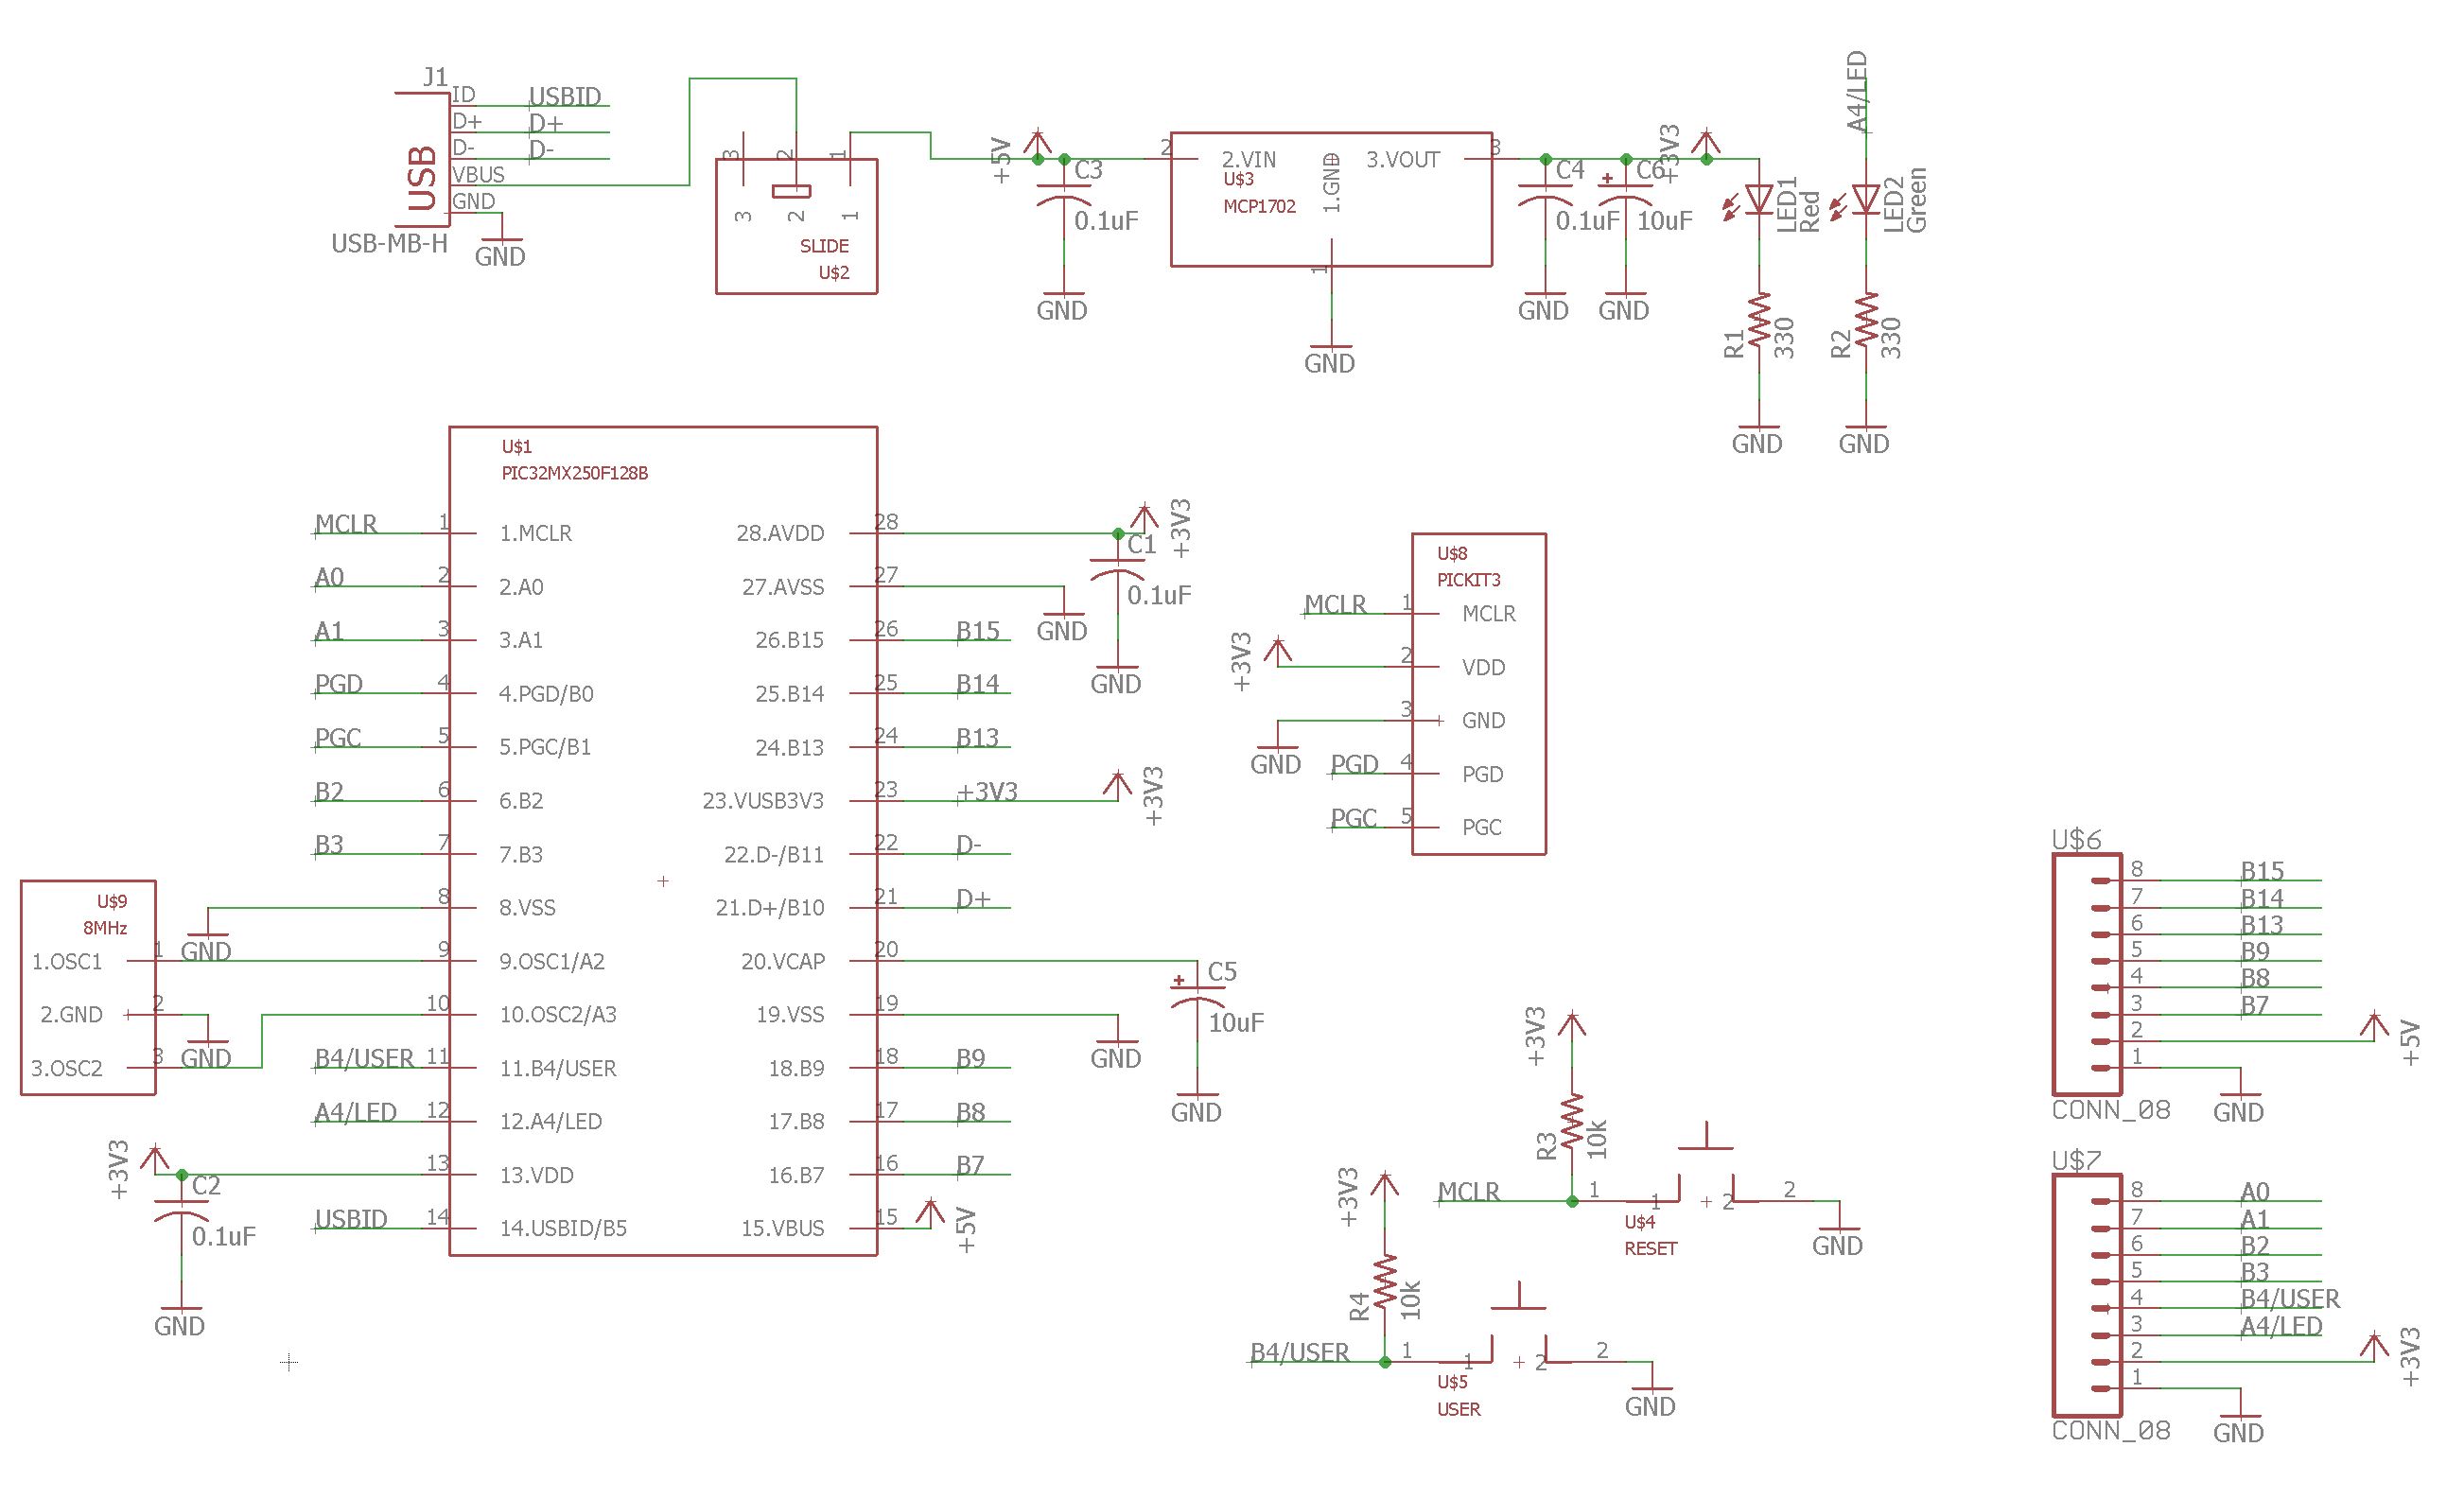 J1
ID
USBID
D+
D+
D-
D-
VBUS
GND
USB
USB-MB-H
GND
3
2
1
3
2
1
SLIDE
U$2
+5V
C3
0.1uF
GND
2
2.VIN
1.GND
3.VOUT
3
U$3
MCP1702
1
GND
C4
0.1uF
GND
C6
10uF
GND
+3V3
LED1
Red
R1
330
GND
A4/LED
LED2
Green
R2
330
GND
U$1
PIC32MX250F128B
MCLR
1
1.MCLR
28.AVDD
28
+3V3
C1
0.1uF
GND
A0
2
2.A0
27.AVSS
27
GND
A1
3
3.A1
26.B15
26
B15
PGD
4
4.PGD/B0
25.B14
25
B14
PGC
5
5.PGC/B1
24.B13
24
B13
B2
6
6.B2
23.VUSB3V3
23
+3V3
+3V3
B3
7
7.B3
22.D-/B11
22
D-
8
8.VSS
21.D+/B10
21
D+
GND
9
9.OSC1/A2
20.VCAP
20
C5
10uF
GND
10
10.OSC2/A3
19.VSS
19
GND
B4/USER
11
11.B4/USER
18.B9
18
B9
A4/LED
12
12.A4/LED
17.B8
17
B8
+3V3
13
13.VDD
16.B7
16
B7
C2
0.1uF
GND
USBID
14
14.USBID/B5
15.VBUS
15
+5V
U$9
8MHz
1.OSC1
1
2.GND
2
GND
3.OSC2
3
U$8
PICKIT3
MCLR
1
MCLR
+3V3
2
VDD
3
GND
GND
PGD
4
PGD
PGC
5
PGC
+3V3
R3
10k
MCLR
1
1
2
2
U$4
RESET
GND
+3V3
R4
10k
B4/USER
1
1
2
2
U$5
USER
GND
U$6
8
B15
7
B14
6
B13
5
B9
4
B8
3
B7
2
+5V
1
GND
CONN_08
U$7
8
A0
7
A1
6
B2
5
B3
4
B4/USER
3
A4/LED
2
+3V3
1
GND
CONN_08